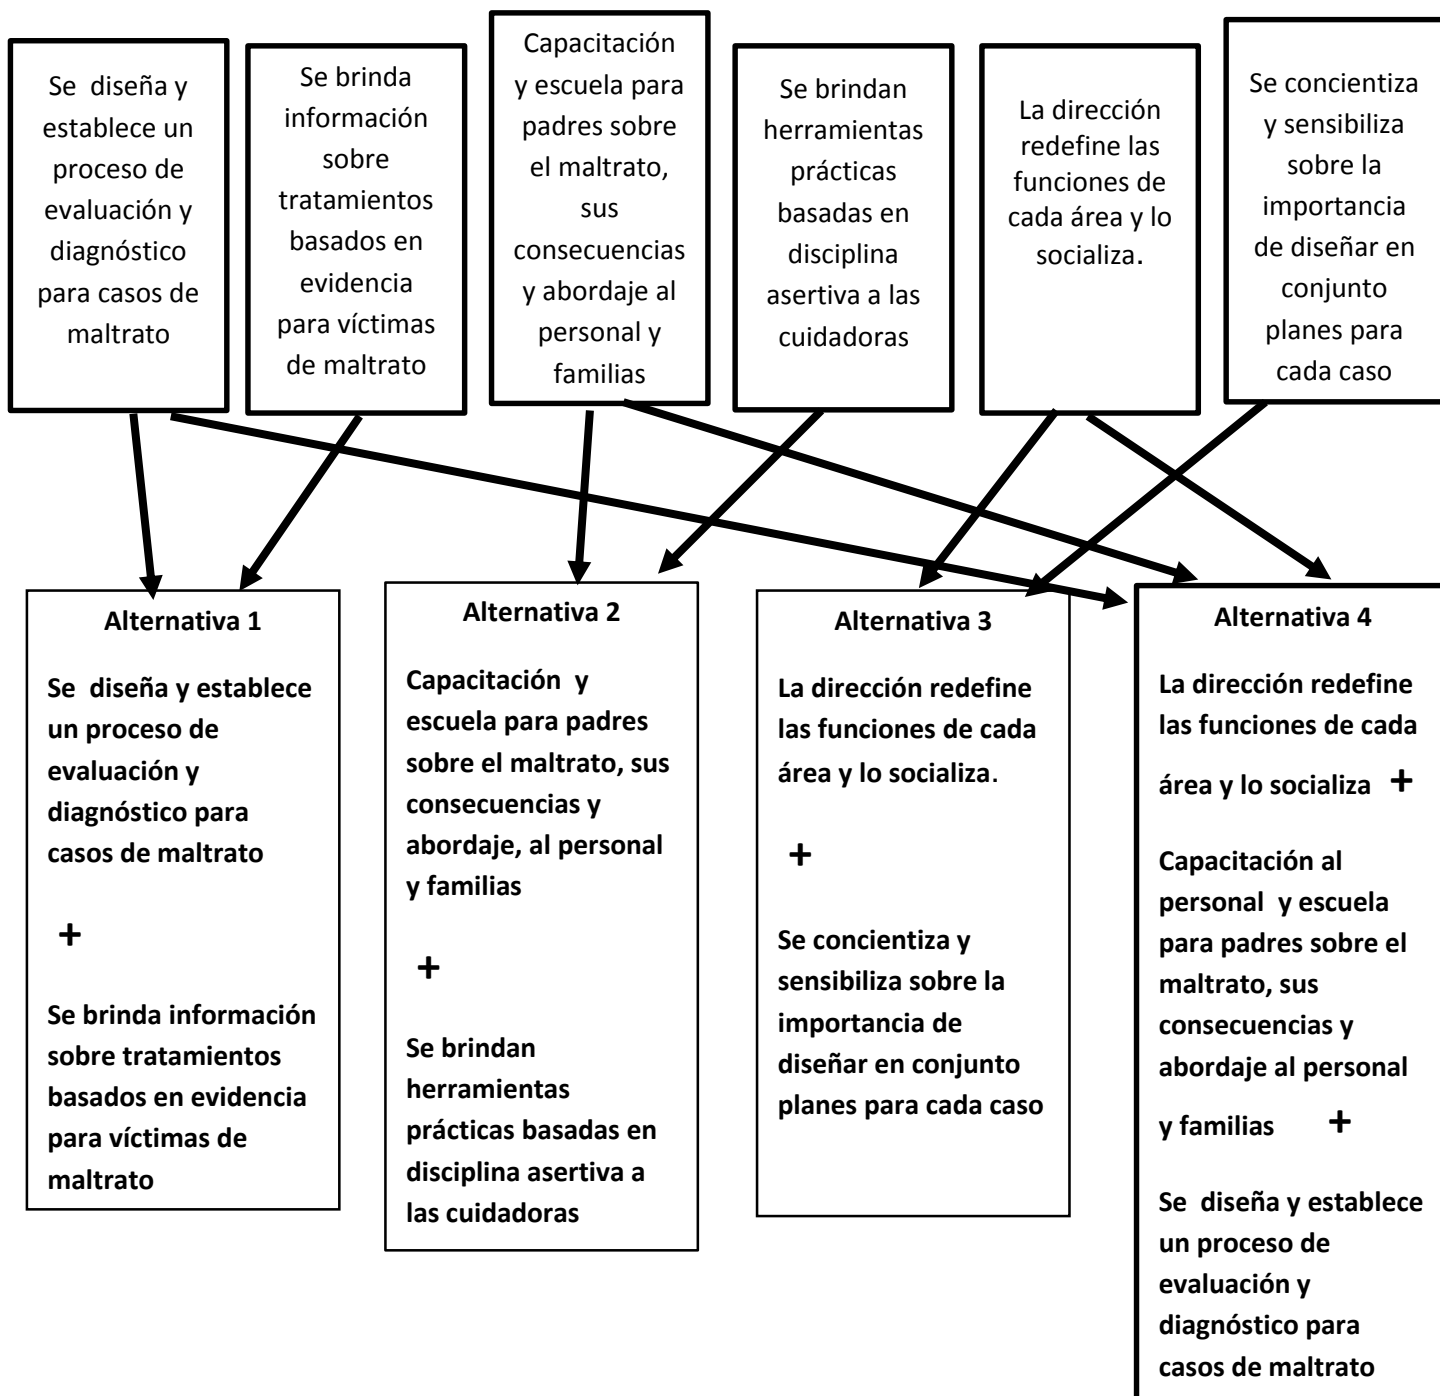 Se diseña y
establece un
proceso de
evaluación y
diagnóstico
para casos de
maltrato
Se brinda
información
sobre
tratamientos
basados en
evidencia
para víctimas
de maltrato
Capacitación
y escuela para
padres sobre
el maltrato,
sus
consecuencias
y abordaje al
personal y
familias
Se brindan
herramientas
prácticas
basadas en
disciplina
asertiva a las
cuidadoras
La dirección
redefine las
funciones de
cada área y lo
socializa.
Se concientiza
y sensibiliza
sobre la
importancia
de diseñar en
conjunto
planes para
cada caso
Alternativa 1
Se diseña y establece
un proceso de
evaluación y
diagnóstico para
casos de maltrato
+
Se brinda información
sobre tratamientos
basados en evidencia
para víctimas de
maltrato
Alternativa 2
Capacitación y
escuela para padres
sobre el maltrato, sus
consecuencias y
abordaje, al personal
y familias
+
Se brindan
herramientas
prácticas basadas en
disciplina asertiva a
las cuidadoras
Alternativa 3
La dirección redefine
las funciones de cada
área y lo socializa.
+
Se concientiza y
sensibiliza sobre la
importancia de
diseñar en conjunto
planes para cada caso
Alternativa 4
La dirección redefine
las funciones de cada
área y lo socializa +
Capacitación al
personal y escuela
para padres sobre el
maltrato, sus
consecuencias y
abordaje al personal
y familias +
Se diseña y establece
un proceso de
evaluación y
diagnóstico para
casos de maltrato